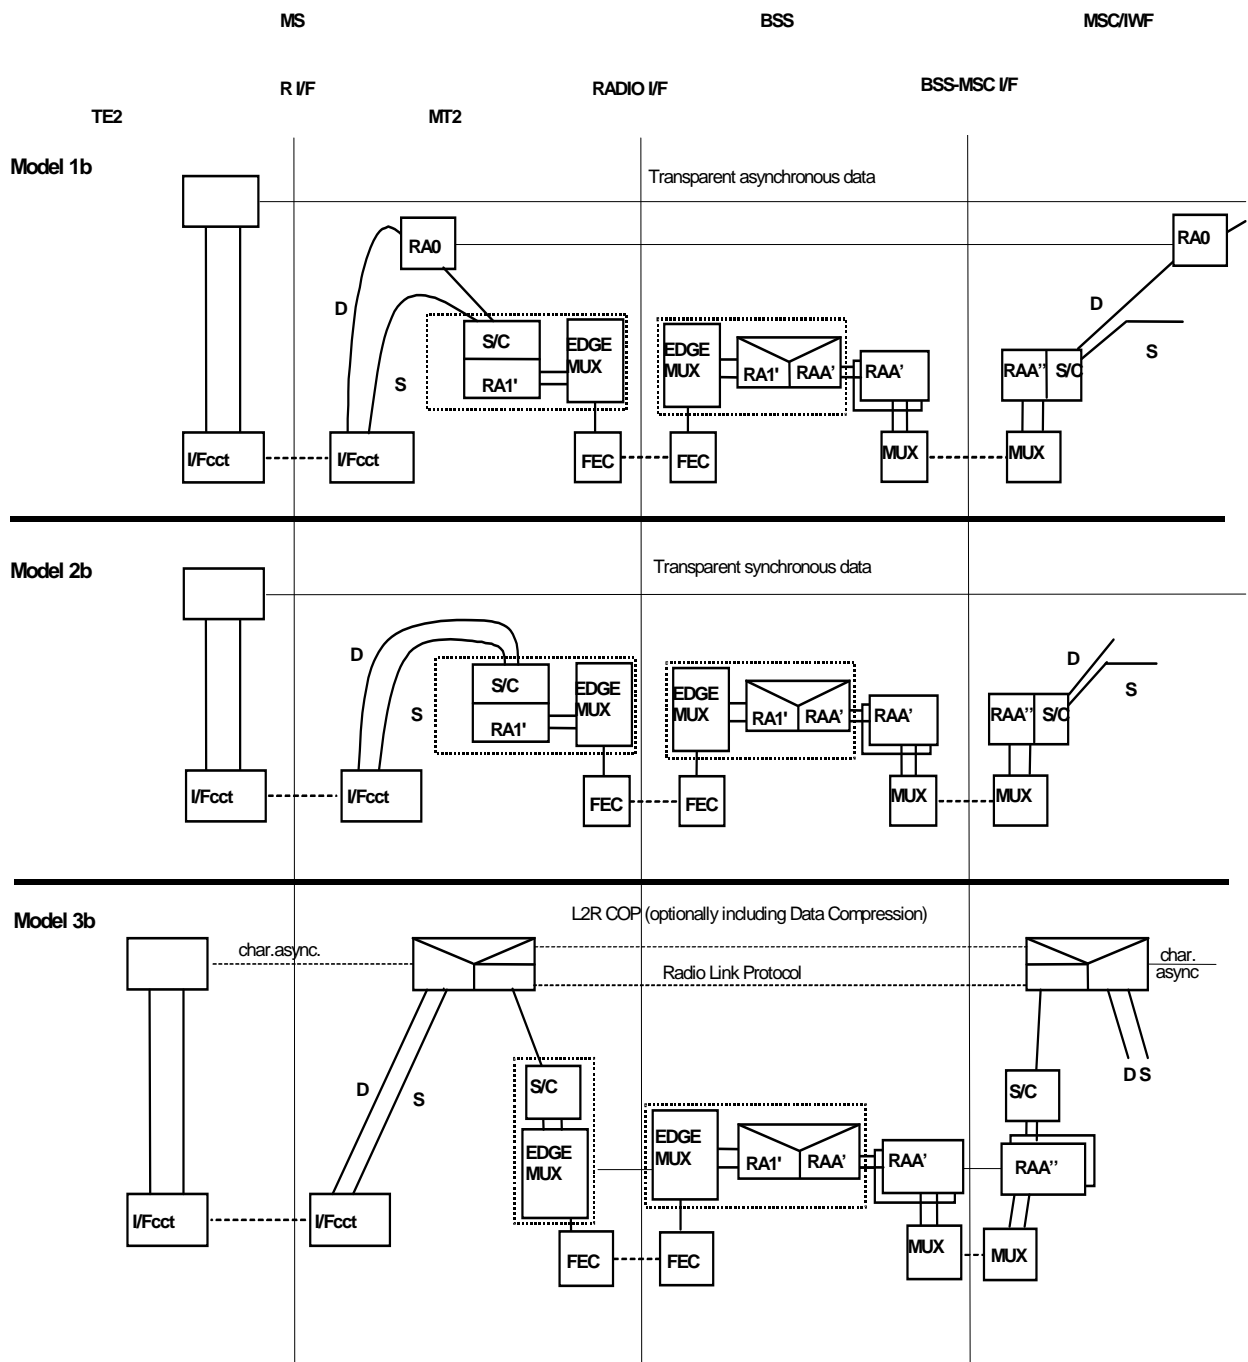 MS BSS MSC/IWF
R I/F RADIO I/F BSS-MSC I/F
TE2 MT2
Model 1b
Transparent asynchronous data
RA0 RA0
D D
S/C EDGE MUX EDGE MUX S
S RA1' RA1' RAA' RAA' RAA'' S/C
I/Fcct I/Fcct FEC FEC MUX MUX
Model 2b
Transparent synchronous data
D D
S/C EDGE MUX EDGE MUX S
S RA1' RA1' RAA' RAA' RAA'' S/C
I/Fcct I/Fcct FEC FEC MUX MUX
Model 3b
L2R COP (optionally including Data Compression)
char.async. char. async
Radio Link Protocol
D S S/C D S
S/C
EDGE MUX EDGE MUX RA1' RAA' RAA' RAA''
I/Fcct I/Fcct FEC FEC MUX MUX